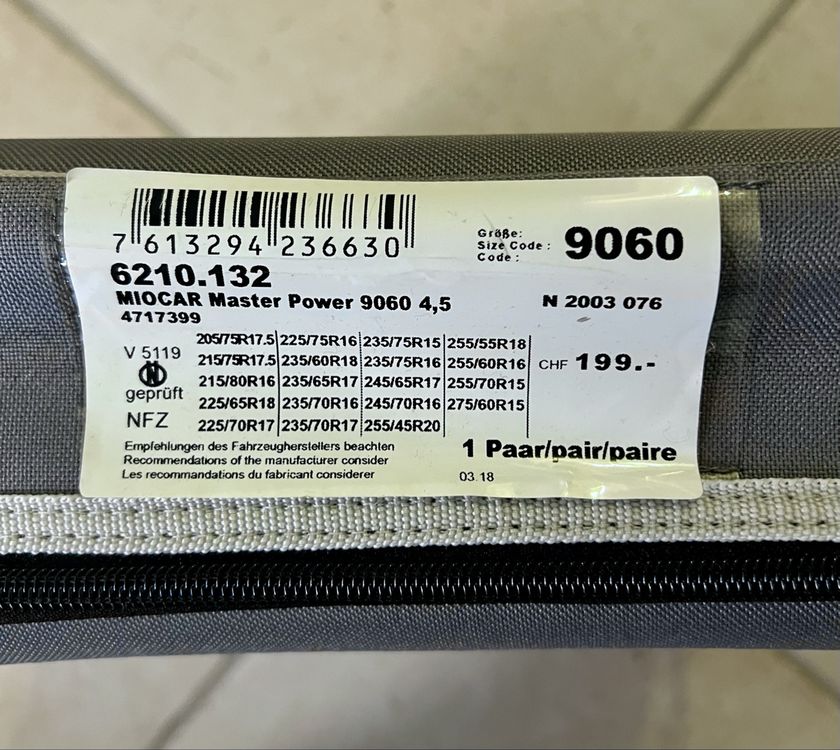 7 613294 236630
Größe:
Size Code :
Code :
9060
6210.132
MIOCAR Master Power 9060 4,5
N 2003 076
4717399
V 5119
N
geprüft
NFZ
205/75R17.5 225/75R16 235/75R15 255/55R18
215/75R17.5 235/60R18 235/75R16 255/60R16
215/80R16 235/65R17 245/65R17 255/70R15
225/65R18 235/70R16 245/70R16 275/60R15
225/70R17 235/70R17 255/45R20
CHF 199.-
Empfehlungen des Fahrzeugherstellers beachten
Recommendations of the manufacturer consider
Les recommandations du fabricant considerer
1 Paar/pair/paire
03.18